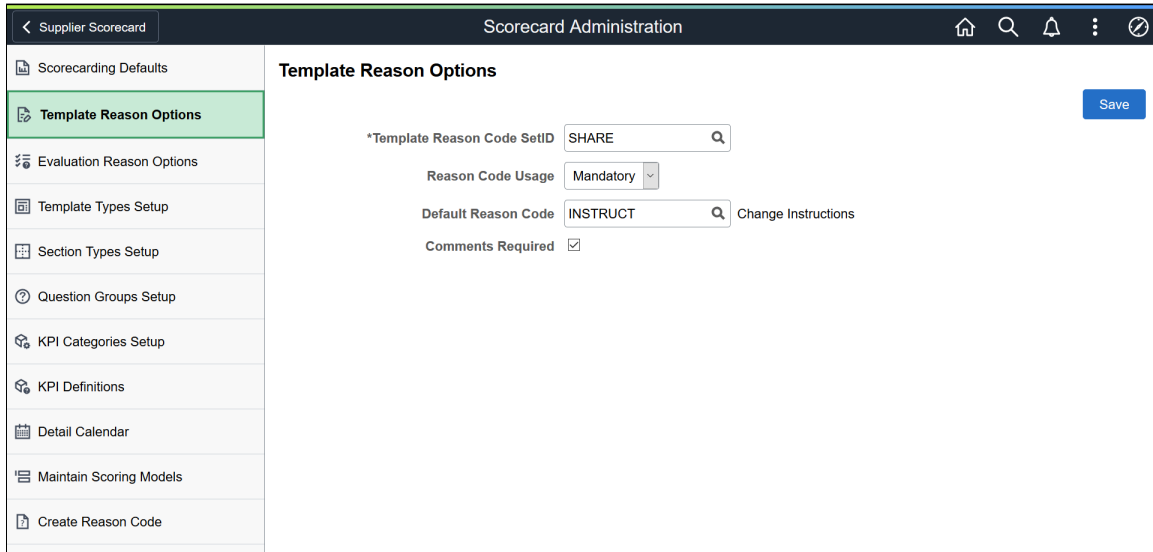 Supplier Scorecard
Scorecard Administration
Scorecarding Defaults
Template Reason Options
Evaluation Reason Options
Template Types Setup
Section Types Setup
Question Groups Setup
KPI Categories Setup
KPI Definitions
Detail Calendar
Maintain Scoring Models
Create Reason Code
Template Reason Options
Save
*Template Reason Code SetID SHARE
Reason Code Usage Mandatory
Default Reason Code INSTRUCT Change Instructions
Comments Required